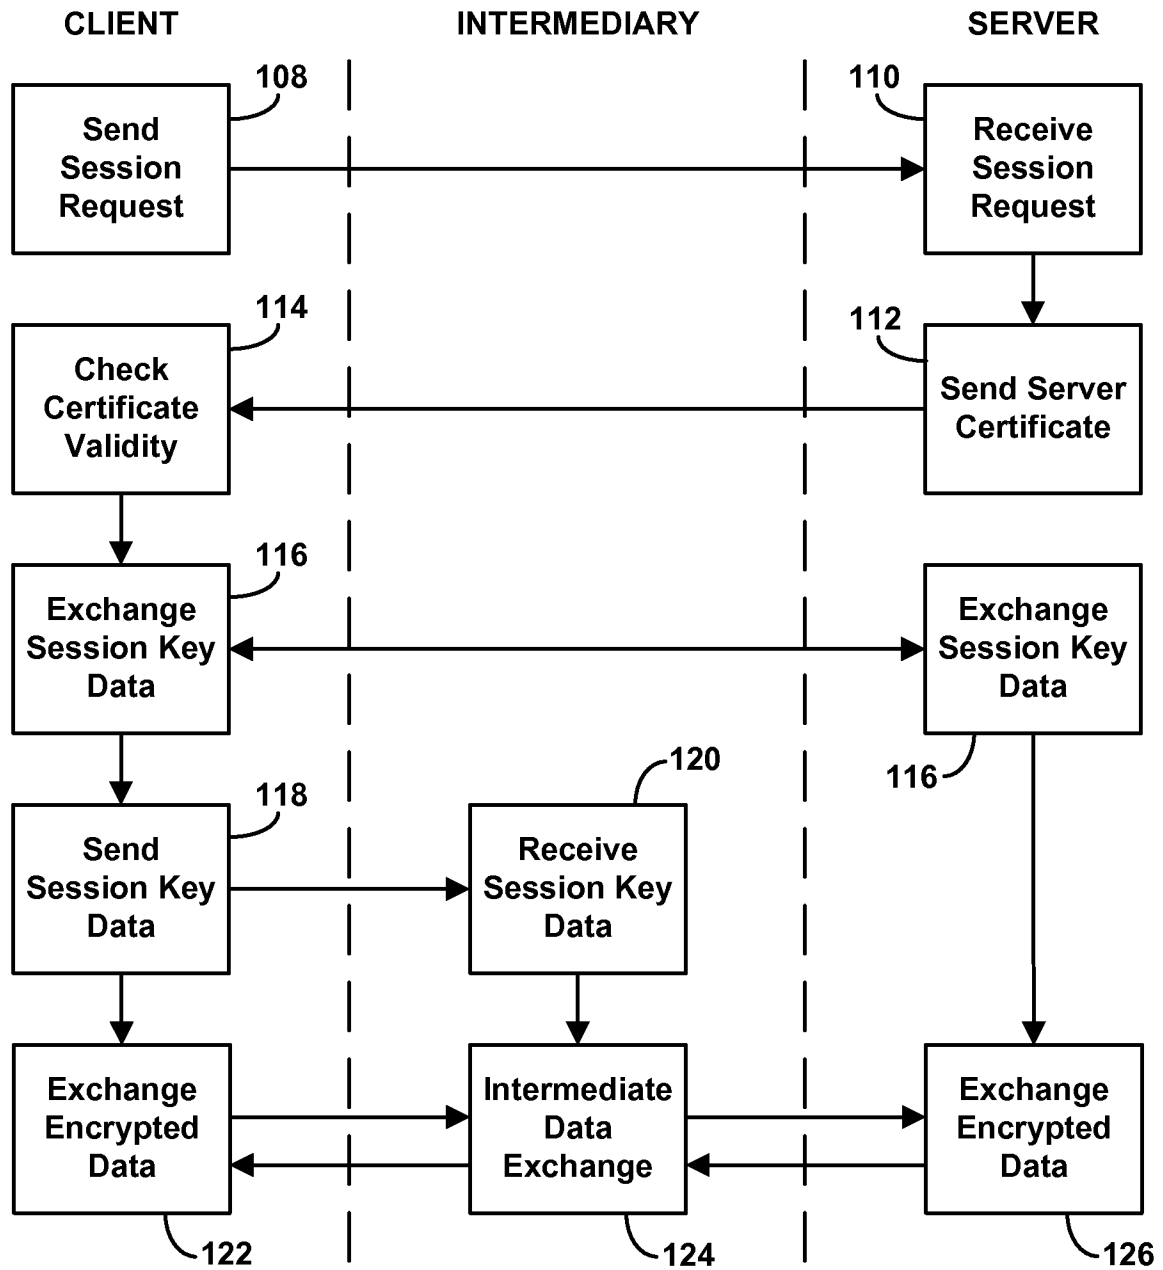 CLIENT
INTERMEDIARY
SERVER
108
110
Send
Session
Request
Receive
Session
Request
114
112
Check
Certificate
Validity
Send Server
Certificate
116
Exchange
Session Key
Data
Exchange
Session Key
Data
116
118
120
Send
Session Key
Data
Receive
Session Key
Data
Exchange
Encrypted
Data
Intermediate
Data
Exchange
Exchange
Encrypted
Data
122
124
126